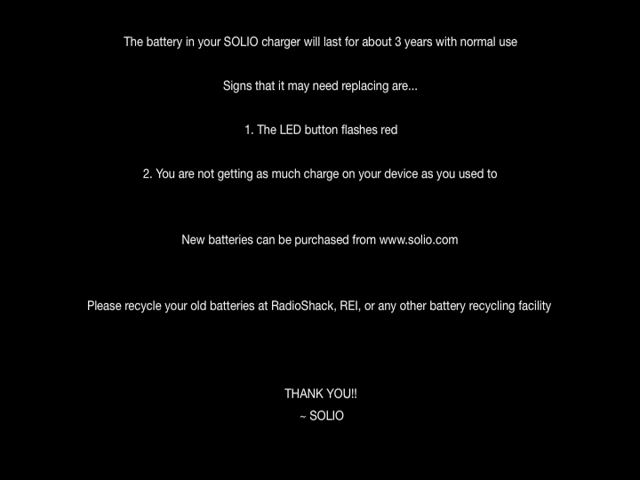 The battery in your SOLIO charger will last for about 3 years with normal use
Signs that it may need replacing are...
1. The LED button flashes red
2. You are not getting as much charge on your device as you used to
New batteries can be purchased from www.solio.com
Please recycle your old batteries at RadioShack, REI, or any other battery recycling facility
THANK YOU!!
~ SOLIO